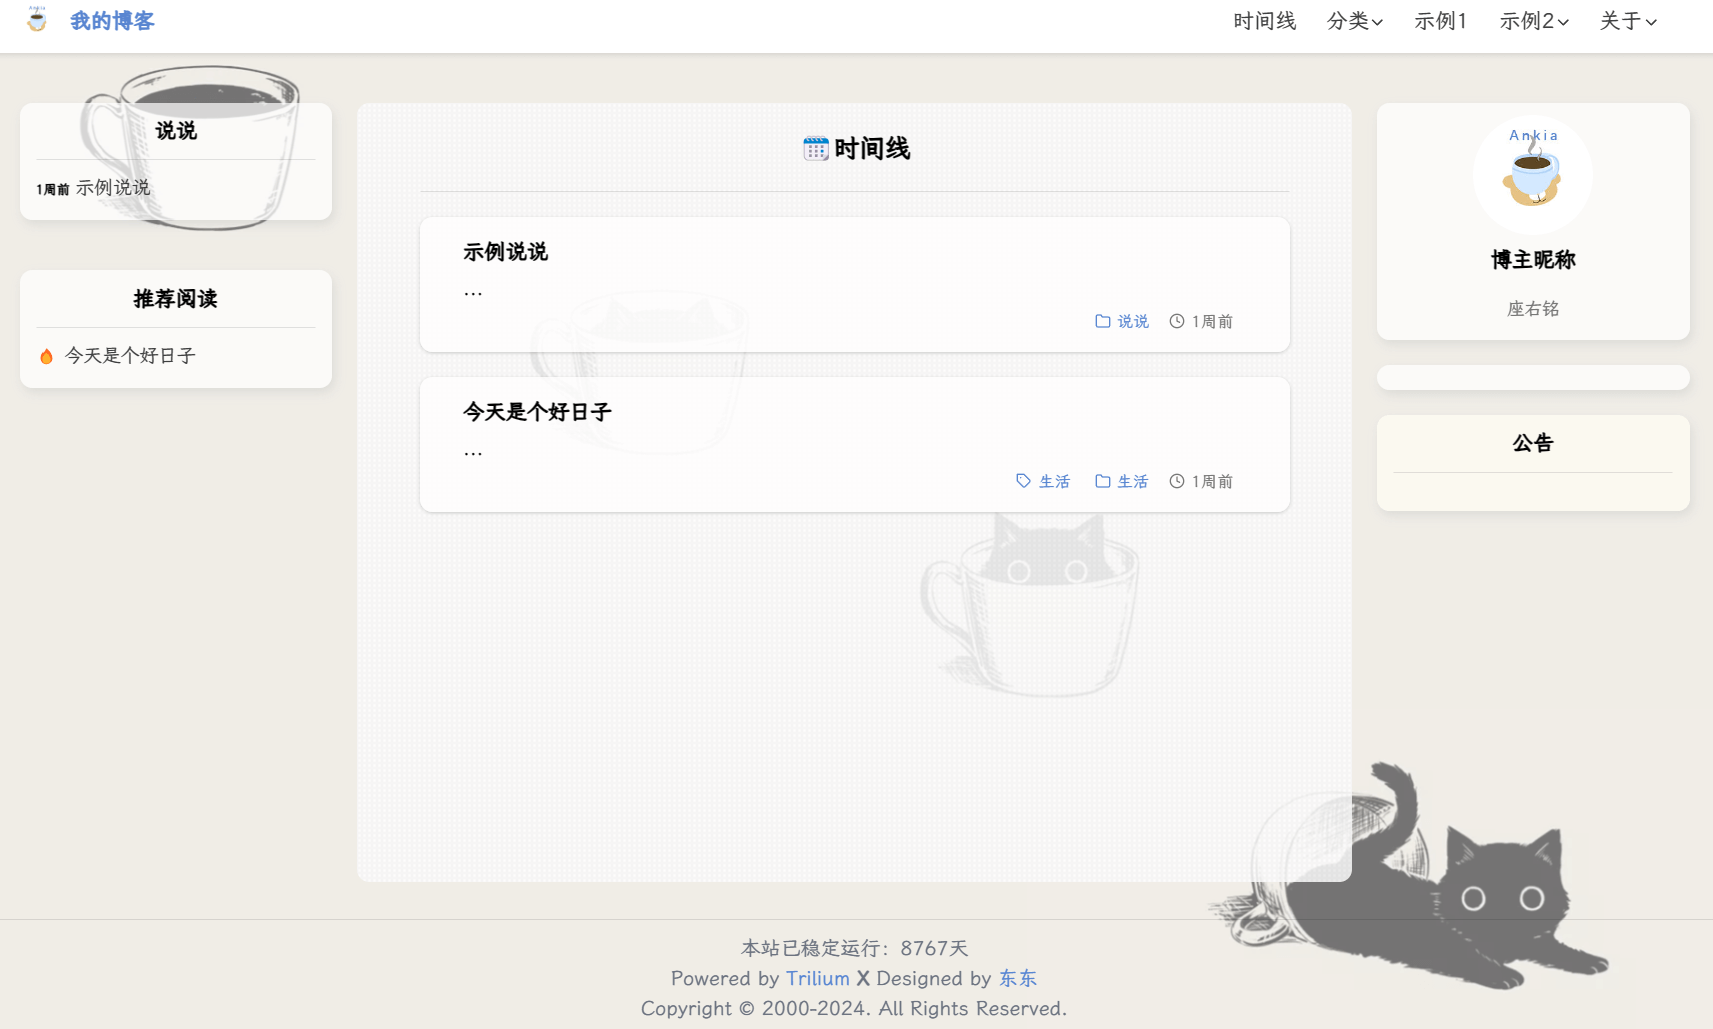 Ankia
我的博客
时间线
分类
示例1
示例2
关于
说说
1周前 示例说说
推荐阅读
今天是个好日子
时间线
示例说说
...
说说 1周前
今天是个好日子
...
生活 生活 1周前
Ankia
博主昵称
座右铭
公告
本站已稳定运行：8767天
Powered by Trilium X Designed by 东东
Copyright © 2000-2024. All Rights Reserved.